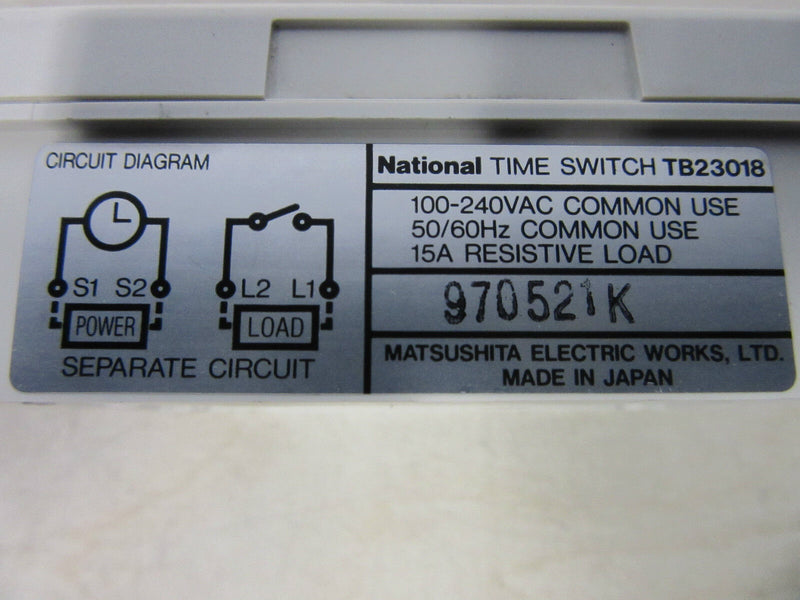 CIRCUIT DIAGRAM
S1 S2
POWER
L2 L1
LOAD
SEPARATE CIRCUIT
National TIME SWITCH TB23018
100-240VAC COMMON USE
50/60Hz COMMON USE
15A RESISTIVE LOAD
970521K
MATSUSHITA ELECTRIC WORKS, LTD.
MADE IN JAPAN